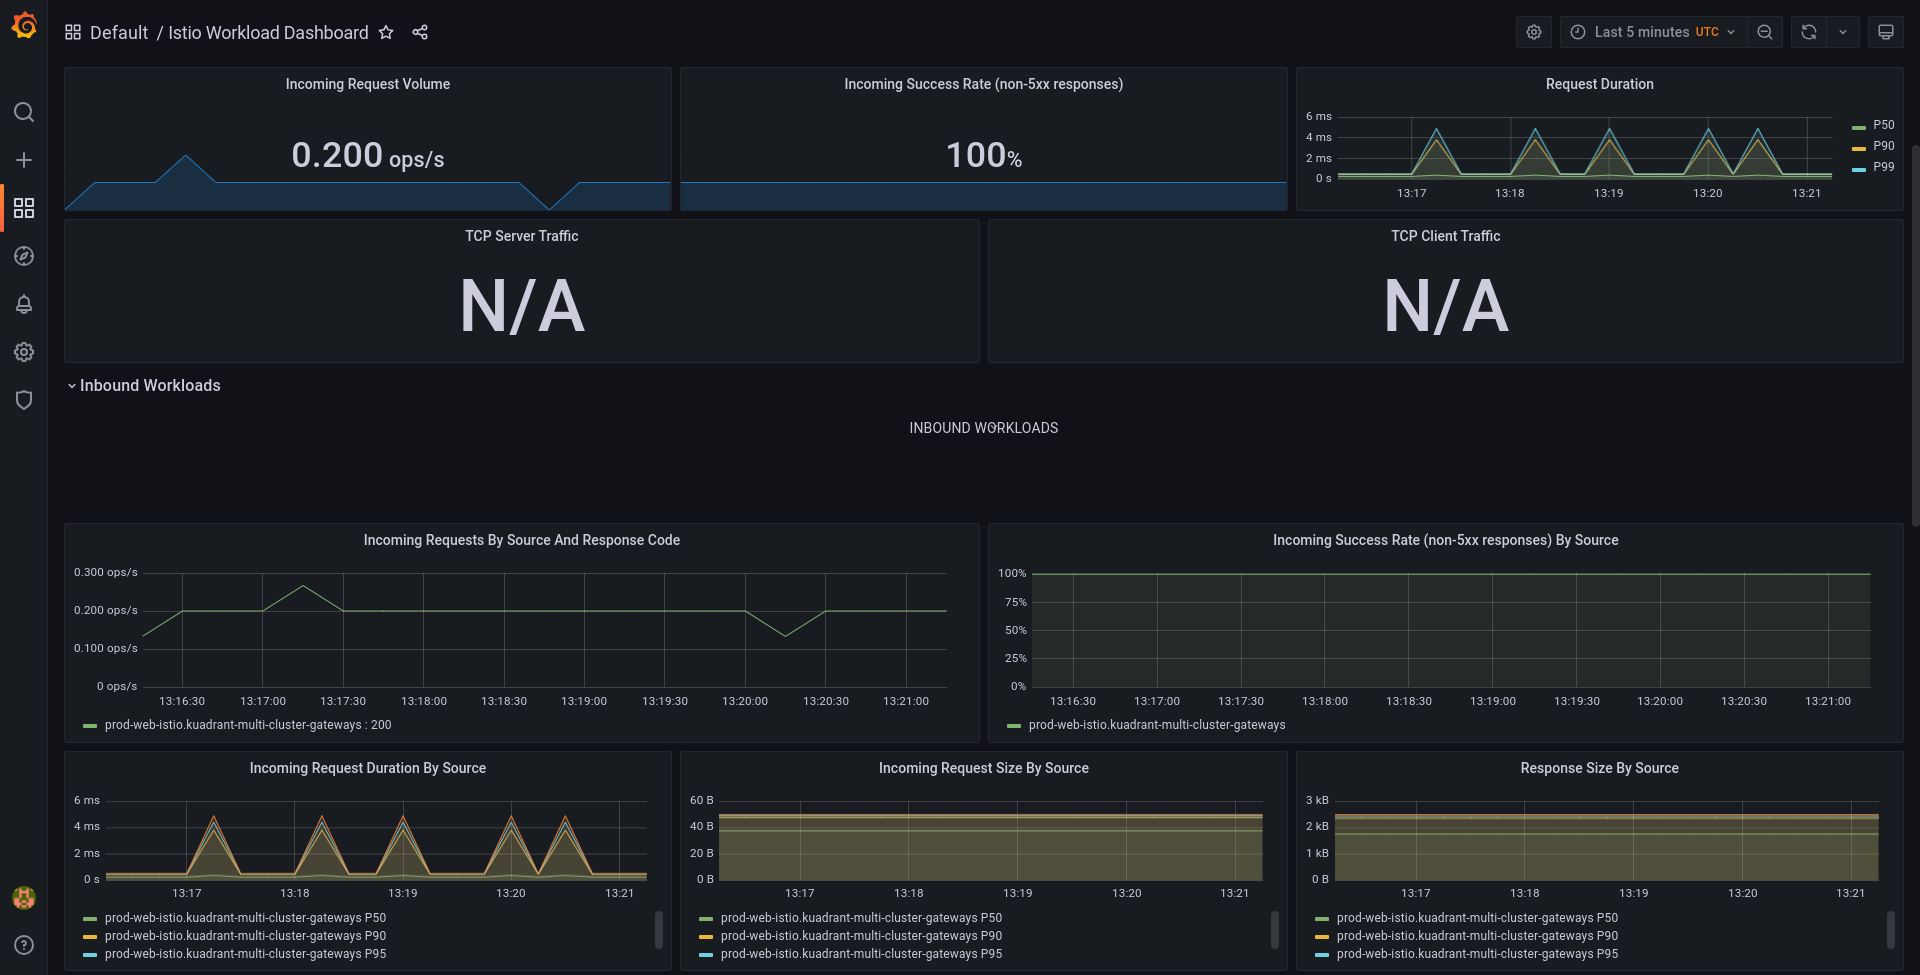 Default / Istio Workload Dashboard
Last 5 minutes UTC
Incoming Request Volume
0.200 ops/s
Incoming Success Rate (non-5xx responses)
100%
Request Duration
6 ms
4 ms
2 ms
0 s
13:17 13:18 13:19 13:20 13:21
P50
P90
P99
TCP Server Traffic
N/A
TCP Client Traffic
N/A
Inbound Workloads
INBOUND WORKLOADS
Incoming Requests By Source And Response Code
0.300 ops/s
0.200 ops/s
0.100 ops/s
0 ops/s
13:16:30 13:17:00 13:17:30 13:18:00 13:18:30 13:19:00 13:19:30 13:20:00 13:20:30 13:21:00
prod-web-istio.kuadrant-multi-cluster-gateways : 200
Incoming Success Rate (non-5xx responses) By Source
100%
75%
50%
25%
0%
13:16:30 13:17:00 13:17:30 13:18:00 13:18:30 13:19:00 13:19:30 13:20:00 13:20:30 13:21:00
prod-web-istio.kuadrant-multi-cluster-gateways
Incoming Request Duration By Source
6 ms
4 ms
2 ms
0 s
13:17 13:18 13:19 13:20 13:21
prod-web-istio.kuadrant-multi-cluster-gateways P50
prod-web-istio.kuadrant-multi-cluster-gateways P90
prod-web-istio.kuadrant-multi-cluster-gateways P95
Incoming Request Size By Source
60 B
40 B
20 B
0 B
13:17 13:18 13:19 13:20 13:21
prod-web-istio.kuadrant-multi-cluster-gateways P50
prod-web-istio.kuadrant-multi-cluster-gateways P90
prod-web-istio.kuadrant-multi-cluster-gateways P95
Response Size By Source
3 kB
2 kB
1 kB
0 B
13:17 13:18 13:19 13:20 13:21
prod-web-istio.kuadrant-multi-cluster-gateways P50
prod-web-istio.kuadrant-multi-cluster-gateways P90
prod-web-istio.kuadrant-multi-cluster-gateways P95